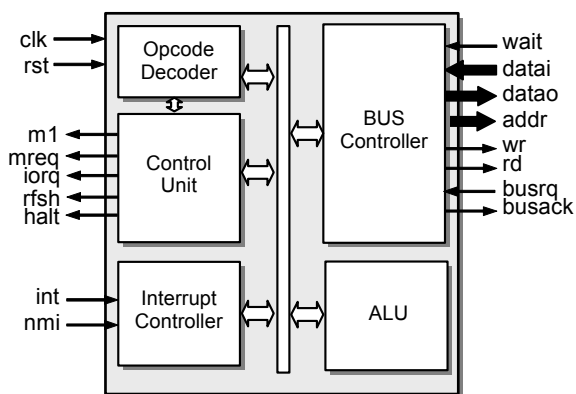 clk
rst
Opcode
Decoder
m1
mreq
iorq
rfsh
halt
Control
Unit
int
nmi
Interrupt
Controller
BUS
Controller
ALU
wait
datai
datao
addr
wr
rd
busrq
busack